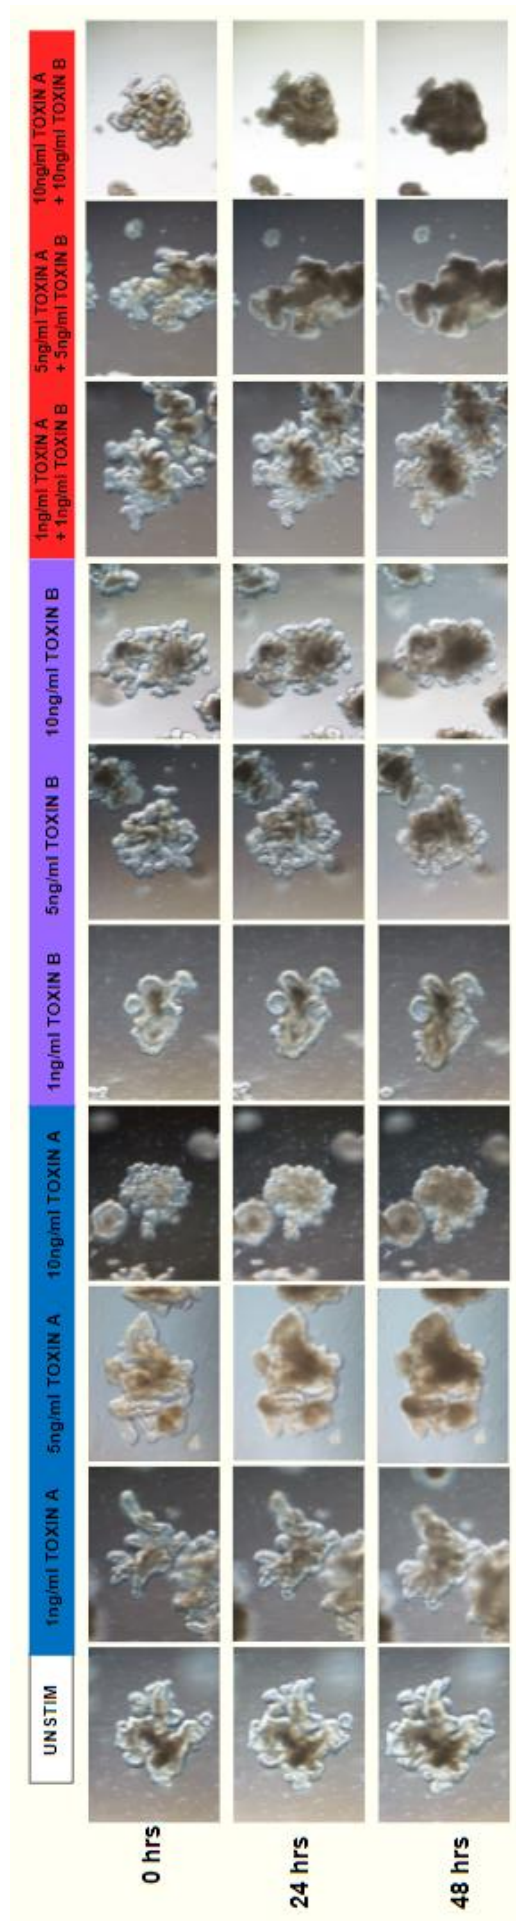 UNSTIM
1ng/ml TOXIN A
5ng/ml TOXIN A
10ng/ml TOXIN A
1ng/ml TOXIN B
5ng/ml TOXIN B
10ng/ml TOXIN B
1ng/ml TOXIN A
+ 1ng/ml TOXIN B
5ng/ml TOXIN A
+ 5ng/ml TOXIN B
10ng/ml TOXIN A
+ 10ng/ml TOXIN B
0 hrs
24 hrs
48 hrs